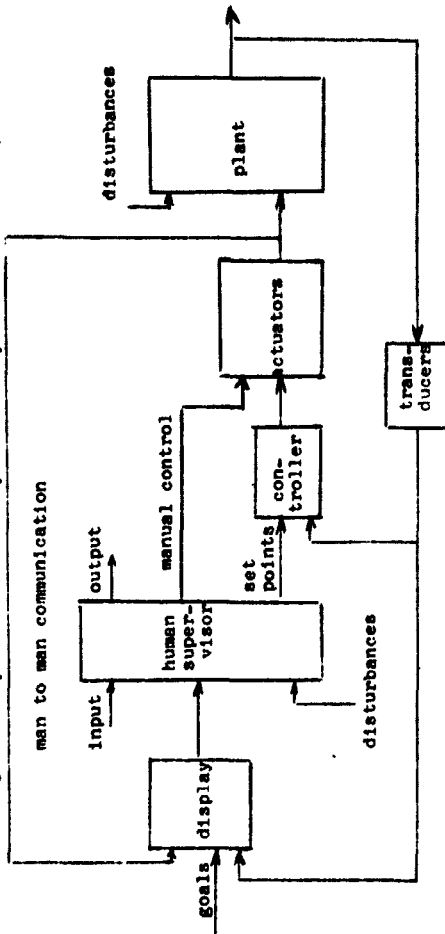 man to man communication
input
output
disturbances
goals
display
human
super-
visor
manual control
set
points
con-
troller
actuators
plant
disturbances
trans-
ducers